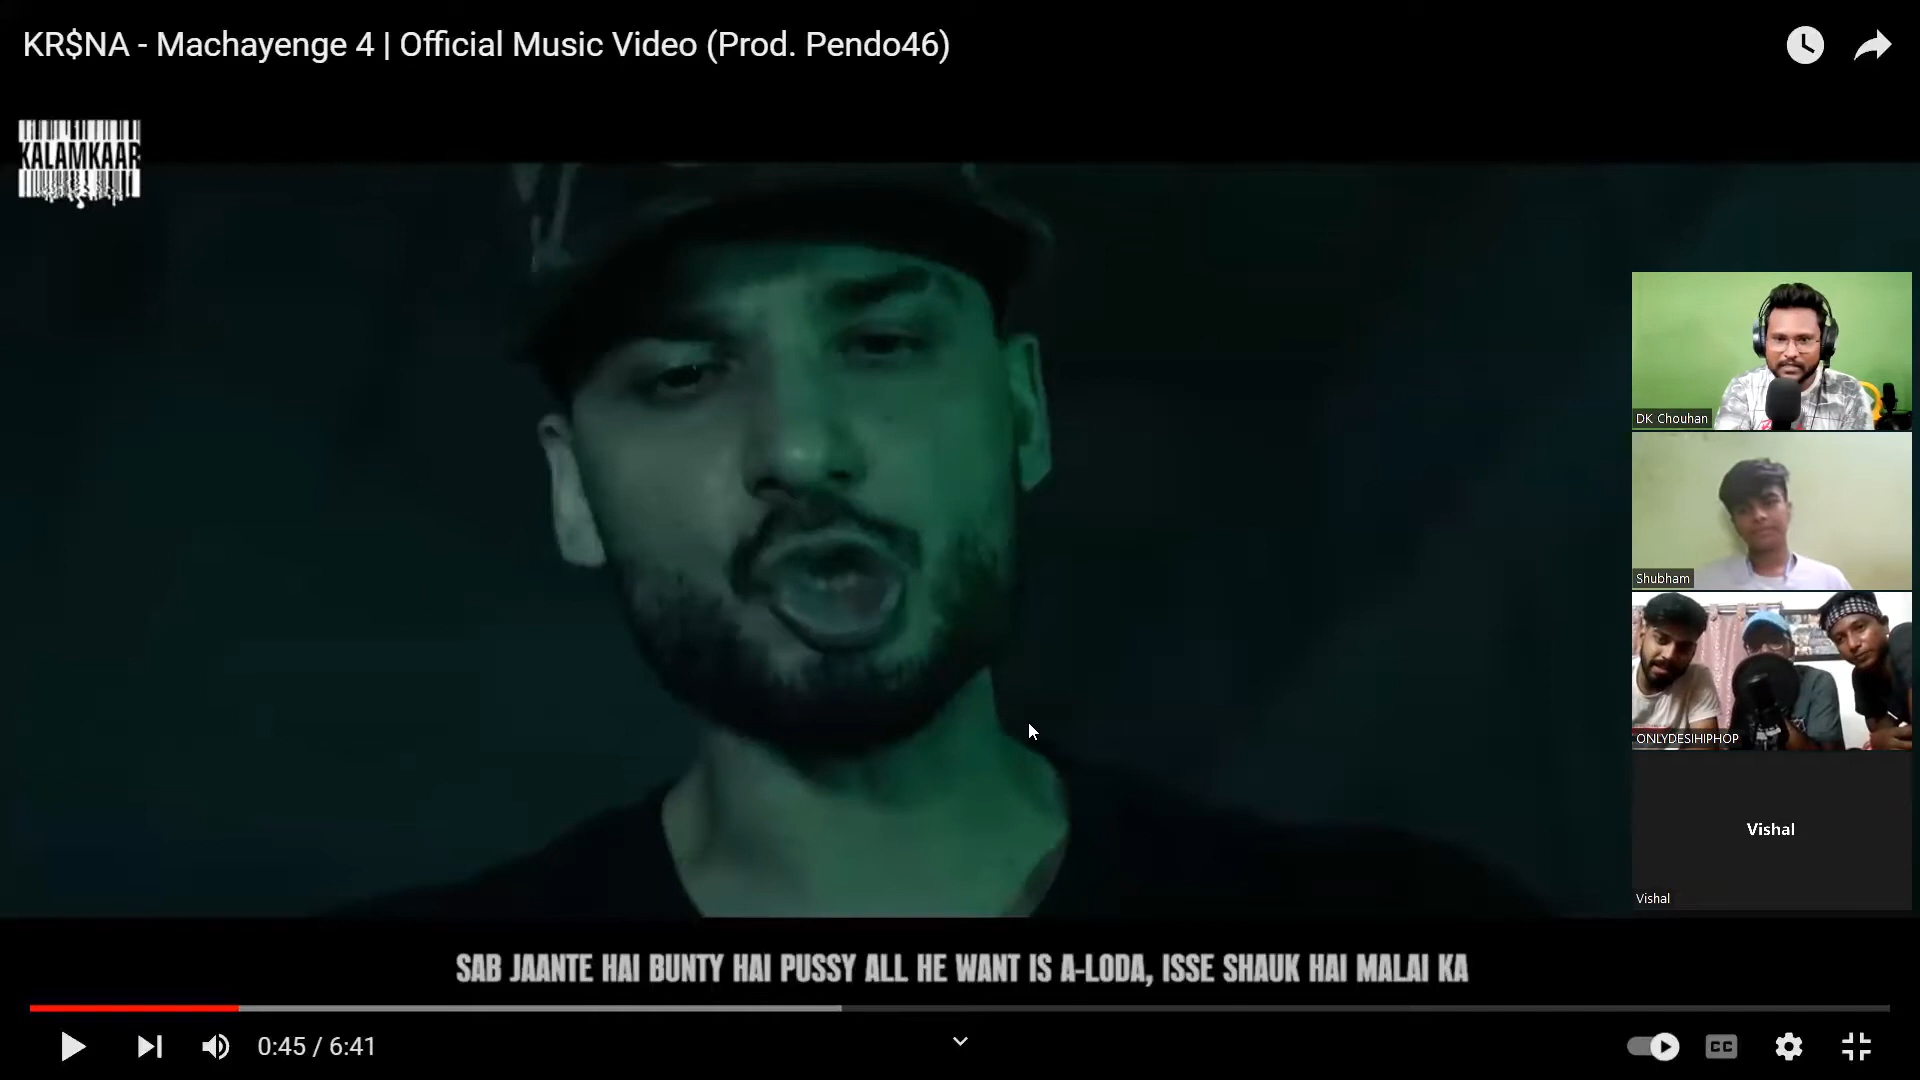 KR$NA - Machayenge 4 | Official Music Video (Prod. Pendo46)
KALAMKAAR
DK Chouhan
Shubham
ONLYDESIHIPHOP
Vishal
Vishal
SAB JAANTE HAI BUNTY HAI PUSSY ALL HE WANT IS A-LODA, ISSE SHAUK HAI MALAI KA
0:45 / 6:41
CC